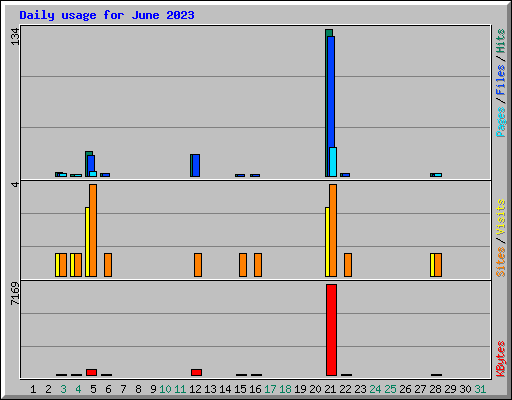 Daily usage for June 2023
134
Pages / Files / Hits
4
Sites / Visits
7169
KBytes
1 2 3 4 5 6 7 8 9 10 11 12 13 14 15 16 17 18 19 20 21 22 23 24 25 26 27 28 29 30 31